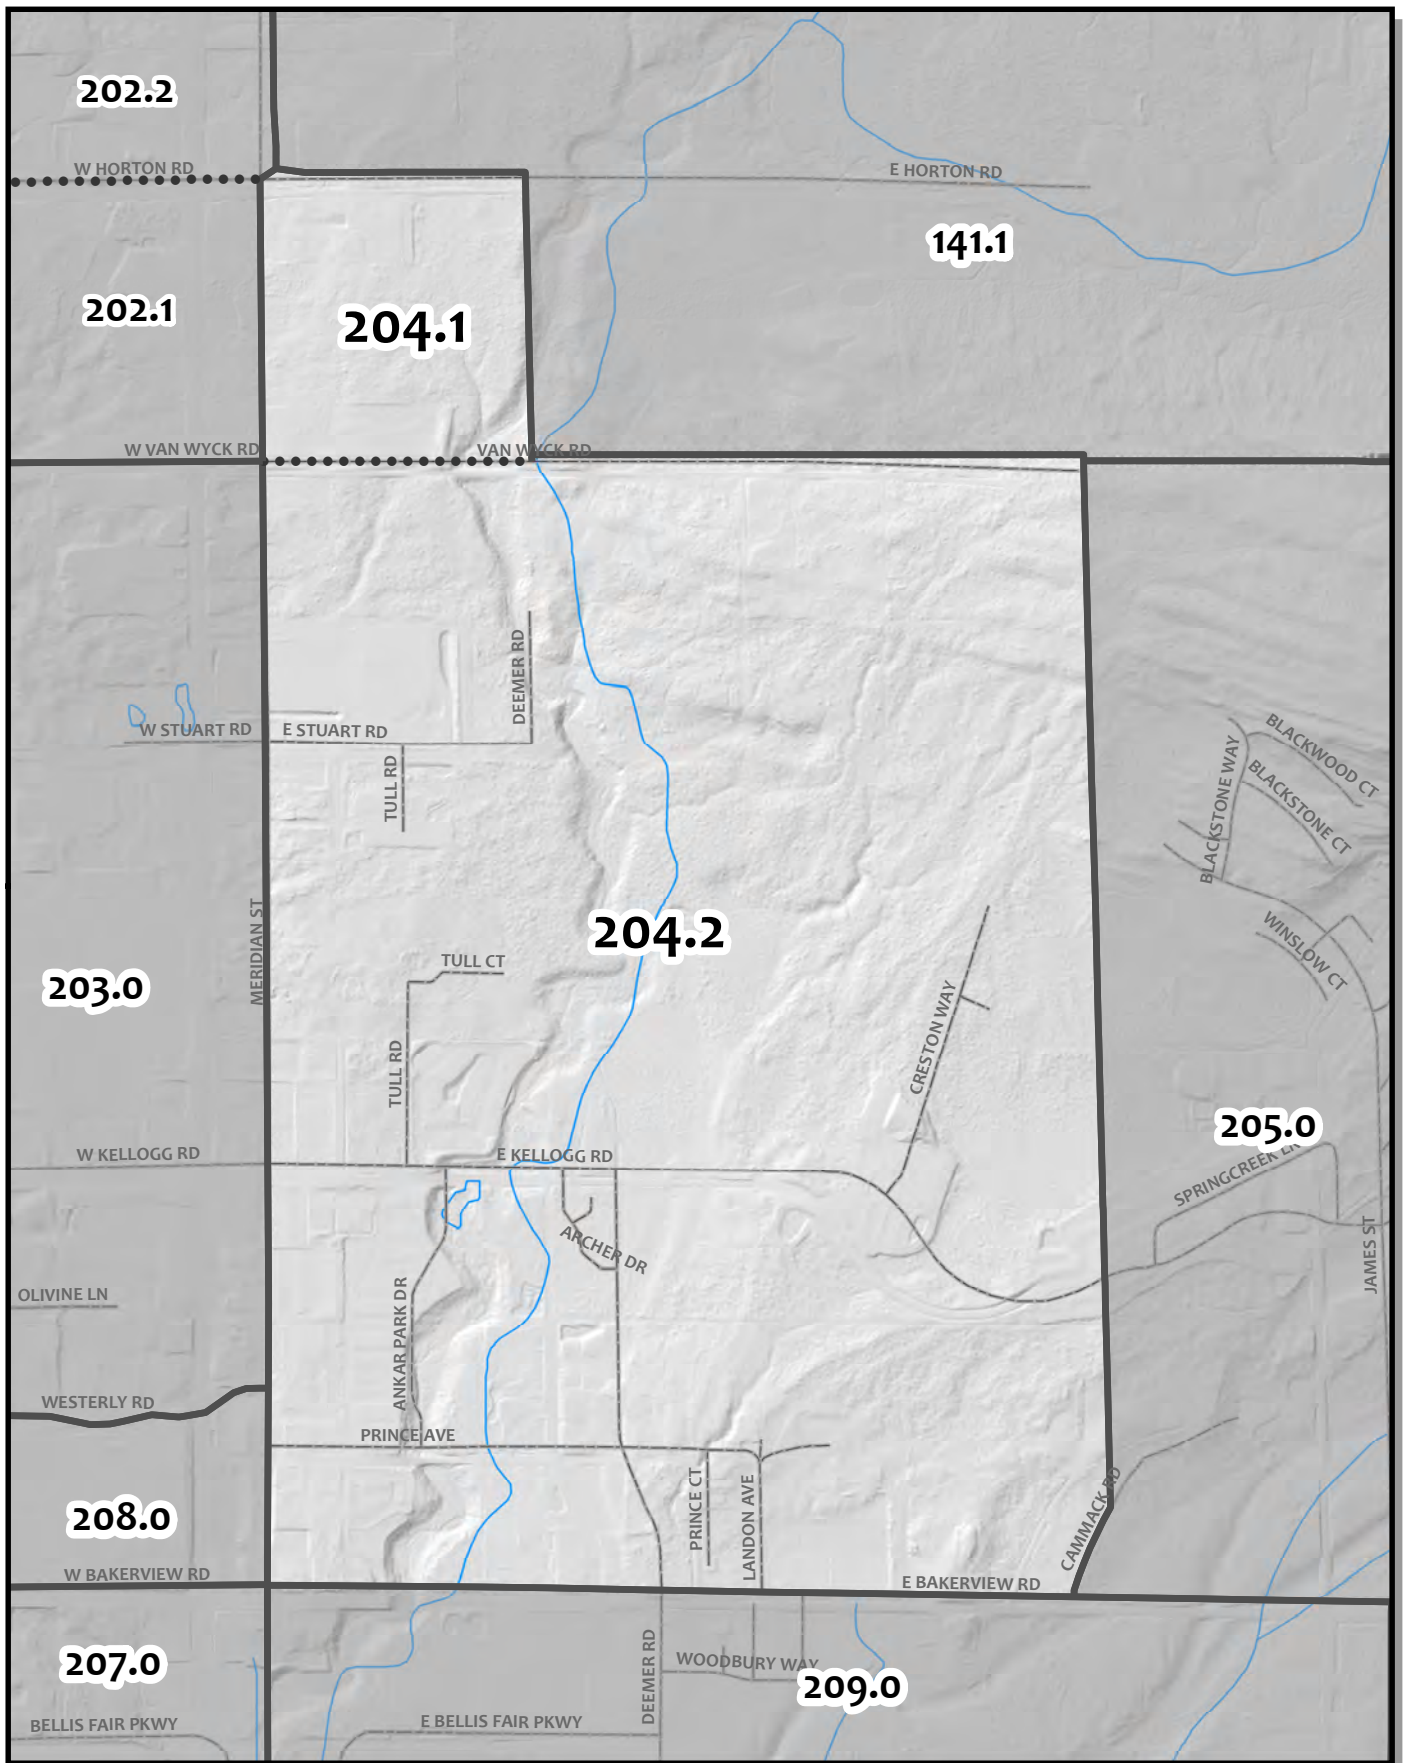 202.2
W HORTON RD
E HORTON RD
141.1
202.1
204.1
W VAN WYCK RD
VAN WYCK RD
DEEMER RD
W STUART RD
E STUART RD
TULL RD
BLACKWOOD CT
BLACKSTONE WAY
BLACKSTONE CT
MERIDIAN ST
204.2
WINSLOW CT
TULL CT
203.0
CRESTON WAY
TULL RD
205.0
W KELLOGG RD
E KELLOGG RD
SPRINGCREEK LN
ARCHER DR
JAMES ST
OLIVINE LN
ANKAR PARK DR
WESTERLY RD
PRINCE AVE
PRINCE CT
LANDON AVE
CAMMACK RD
208.0
W BAKERVIEW RD
E BAKERVIEW RD
207.0
DEEMER RD
WOODBURY WAY
209.0
BELLIS FAIR PKWY
E BELLIS FAIR PKWY